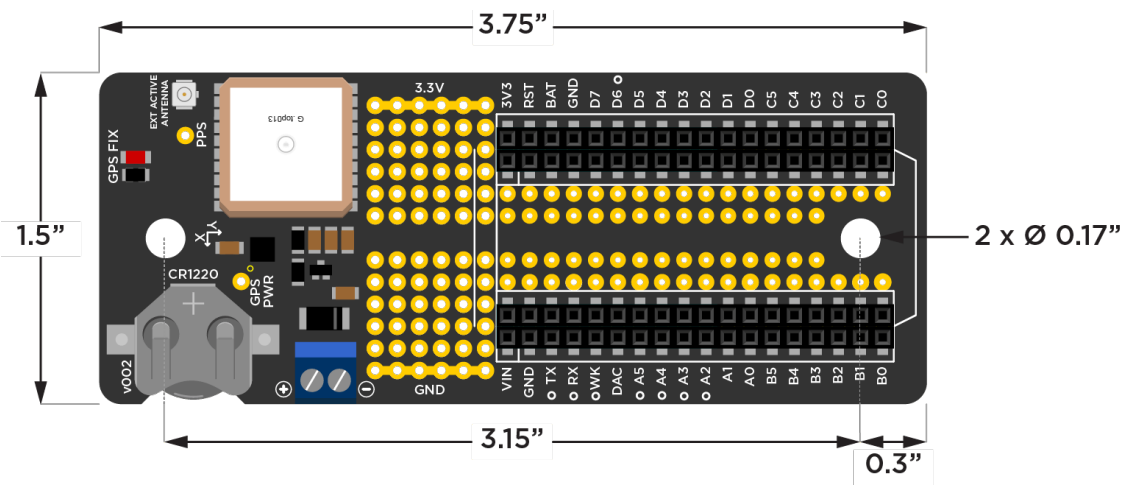 3.75”
EXT ACTIVE
ANTENNA
PPS
GPS FIX
G.top013
3.3V
3V3 RST BAT GND D7 D6 D5 D4 D3 D2 D1 D0 C5 C4 C3 C2 C1 C0
1.5”
X Y
2 x Ø 0.17”
CR1220
GPS
PWR
+
v002
+ −
GND
VIN GND TX RX WK DAC A5 A4 A3 A2 A1 A0 B5 B4 B3 B2 B1 B0
3.15”
0.3”